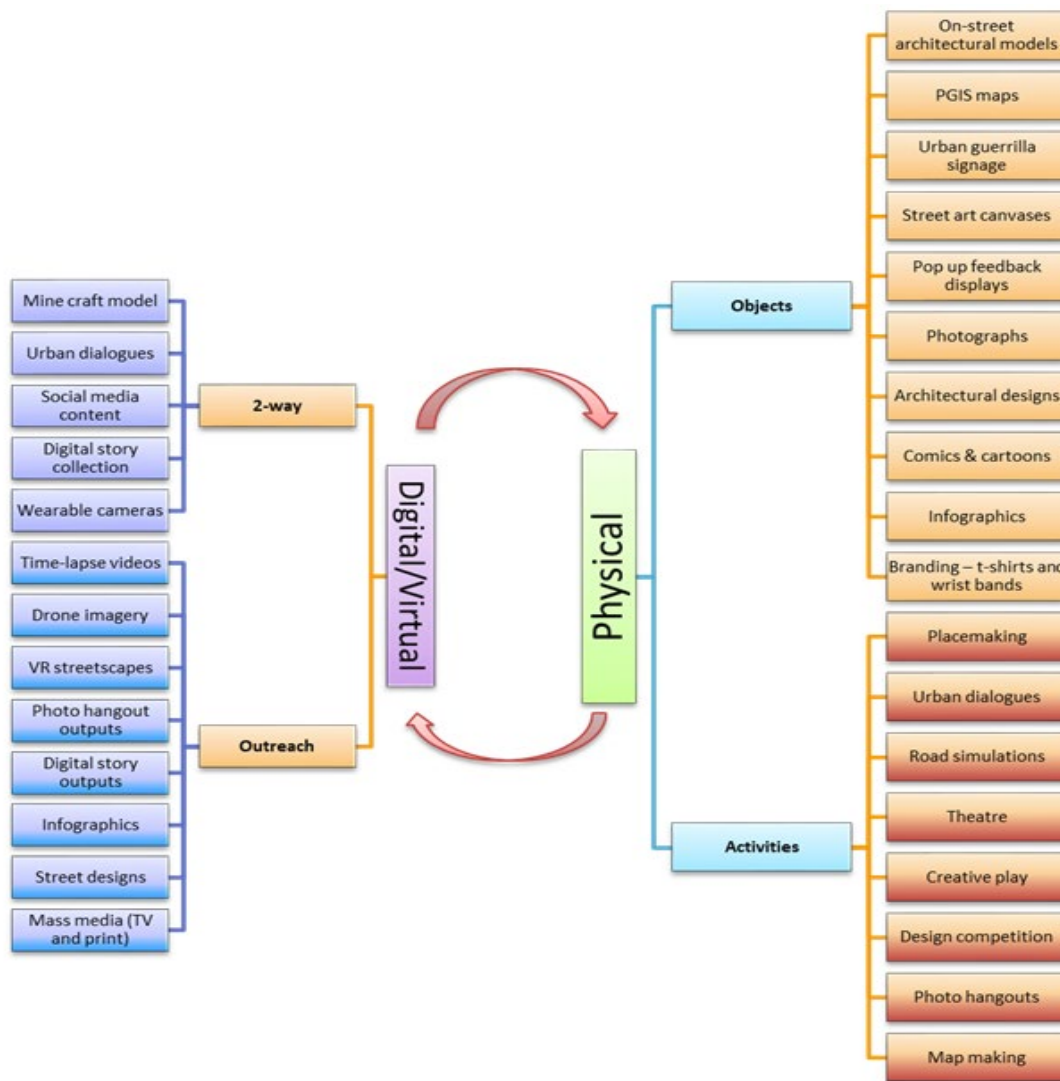 Mine craft model
Urban dialogues
Social media
content
Digital story
collection
Wearable cameras
Time-lapse videos
Drone imagery
VR streetscapes
Photo hangout
outputs
Digital story
outputs
Infographics
Street designs
Mass media (TV
and print)
2-way
Outreach
Digital/Virtual
Physical
Objects
Activities
On-street
architectural models
PGIS maps
Urban guerrilla
signage
Street art canvases
Pop up feedback
displays
Photographs
Architectural designs
Comics & cartoons
Infographics
Branding – t-shirts and
wrist bands
Placemaking
Urban dialogues
Road simulations
Theatre
Creative play
Design competition
Photo hangouts
Map making